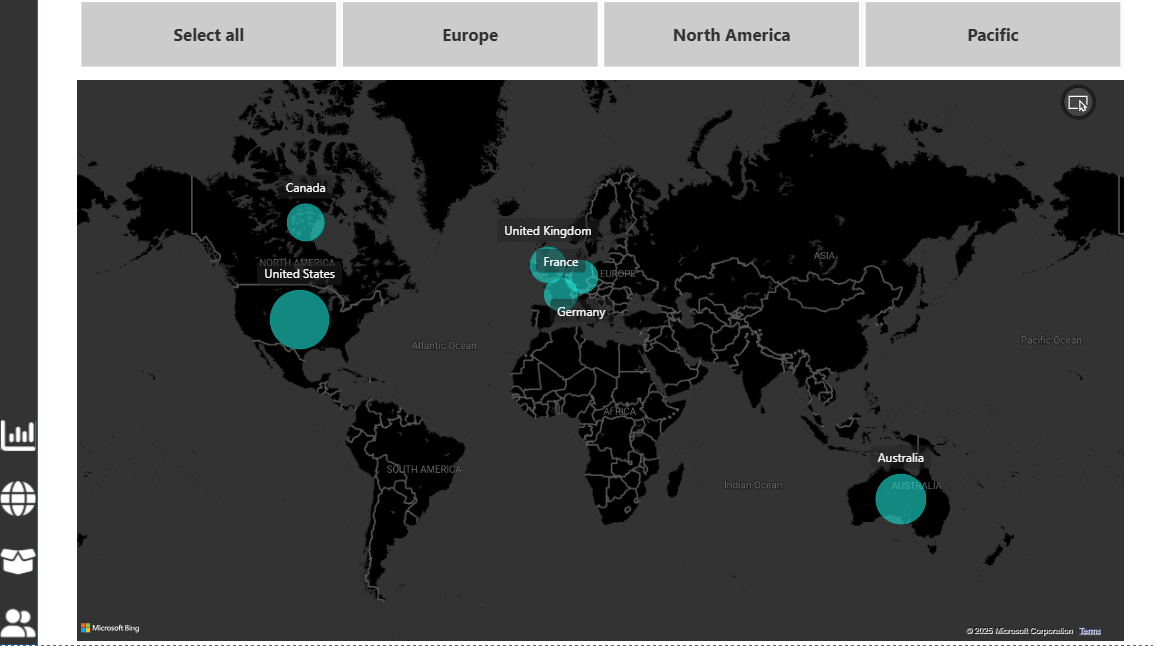 Select all
Europe
North America
Pacific
Canada
United Kingdom
NORTH AMERICA
France
ASIA
United States
EUROPE
Germany
Pacific Ocean
Atlantic Ocean
AFRICA
Australia
SOUTH AMERICA
Indian Ocean
AUSTRALIA
Microsoft Bing
© 2025 Microsoft Corporation Terms